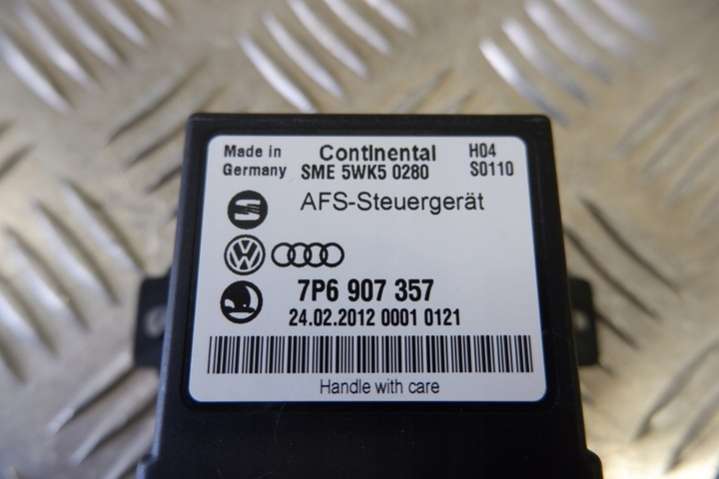 Made in Germany
Continental
SME 5WK5 0280
H04
S0110
AFS-Steuergerät
VW
7P6 907 357
24.02.2012 0001 0121
Handle with care